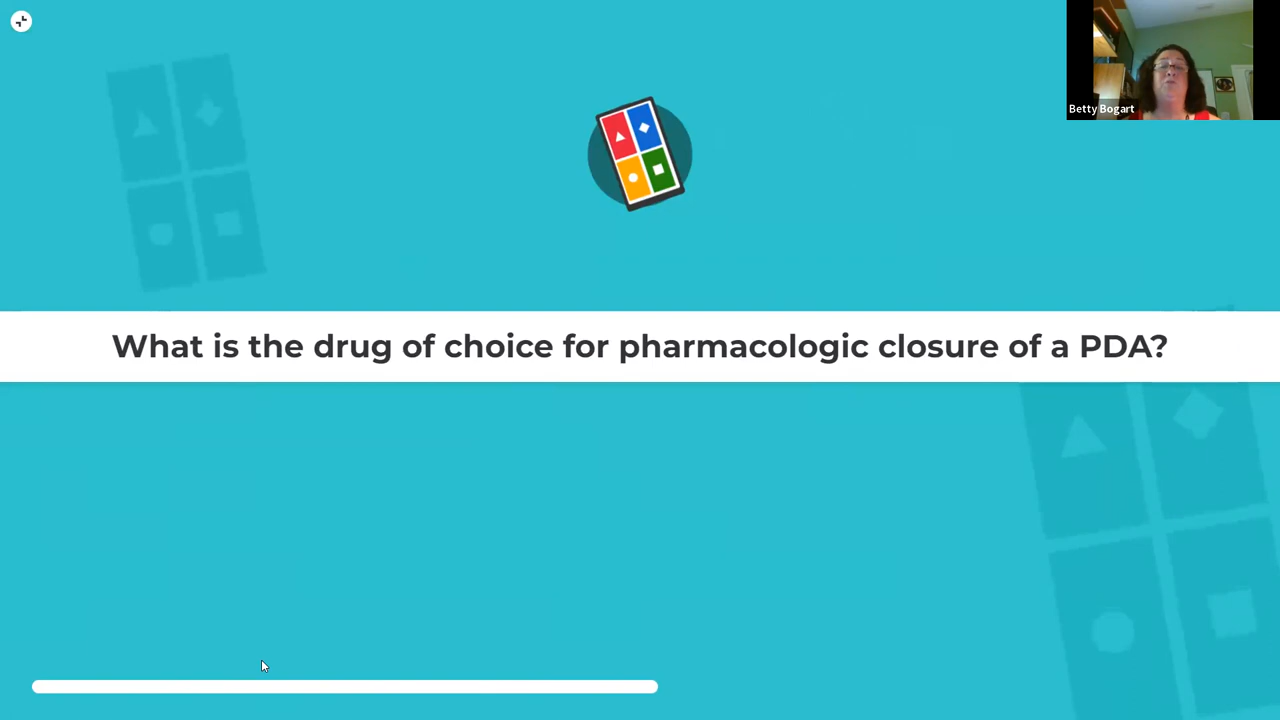 Betty Bogart
What is the drug of choice for pharmacologic closure of a PDA?